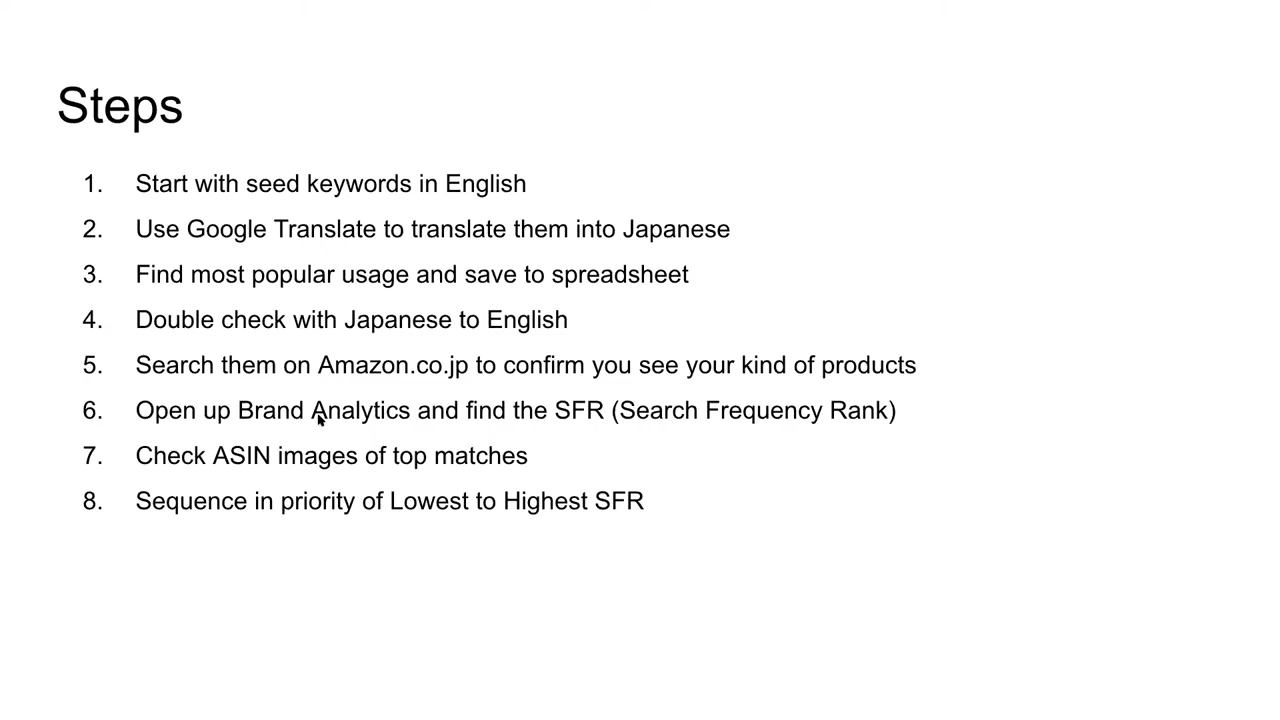 Steps
1. Start with seed keywords in English
2. Use Google Translate to translate them into Japanese
3. Find most popular usage and save to spreadsheet
4. Double check with Japanese to English
5. Search them on Amazon.co.jp to confirm you see your kind of products
6. Open up Brand Analytics and find the SFR (Search Frequency Rank)
7. Check ASIN images of top matches
8. Sequence in priority of Lowest to Highest SFR